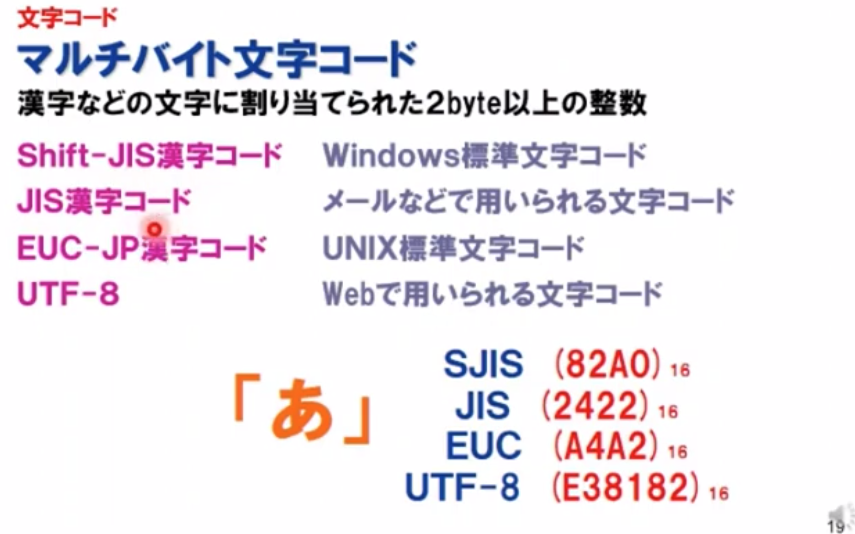 文字コード
マルチバイト文字コード
漢字などの文字に割り当てられた2byte以上の整数
Shift-JIS漢字コード Windows標準文字コード
JIS漢字コード メールなどで用いられる文字コード
EUC-JP漢字コード UNIX標準文字コード
UTF-8 Webで用いられる文字コード
「あ」
SJIS (82A0)16
JIS (2422)16
EUC (A4A2)16
UTF-8 (E38182)16
19